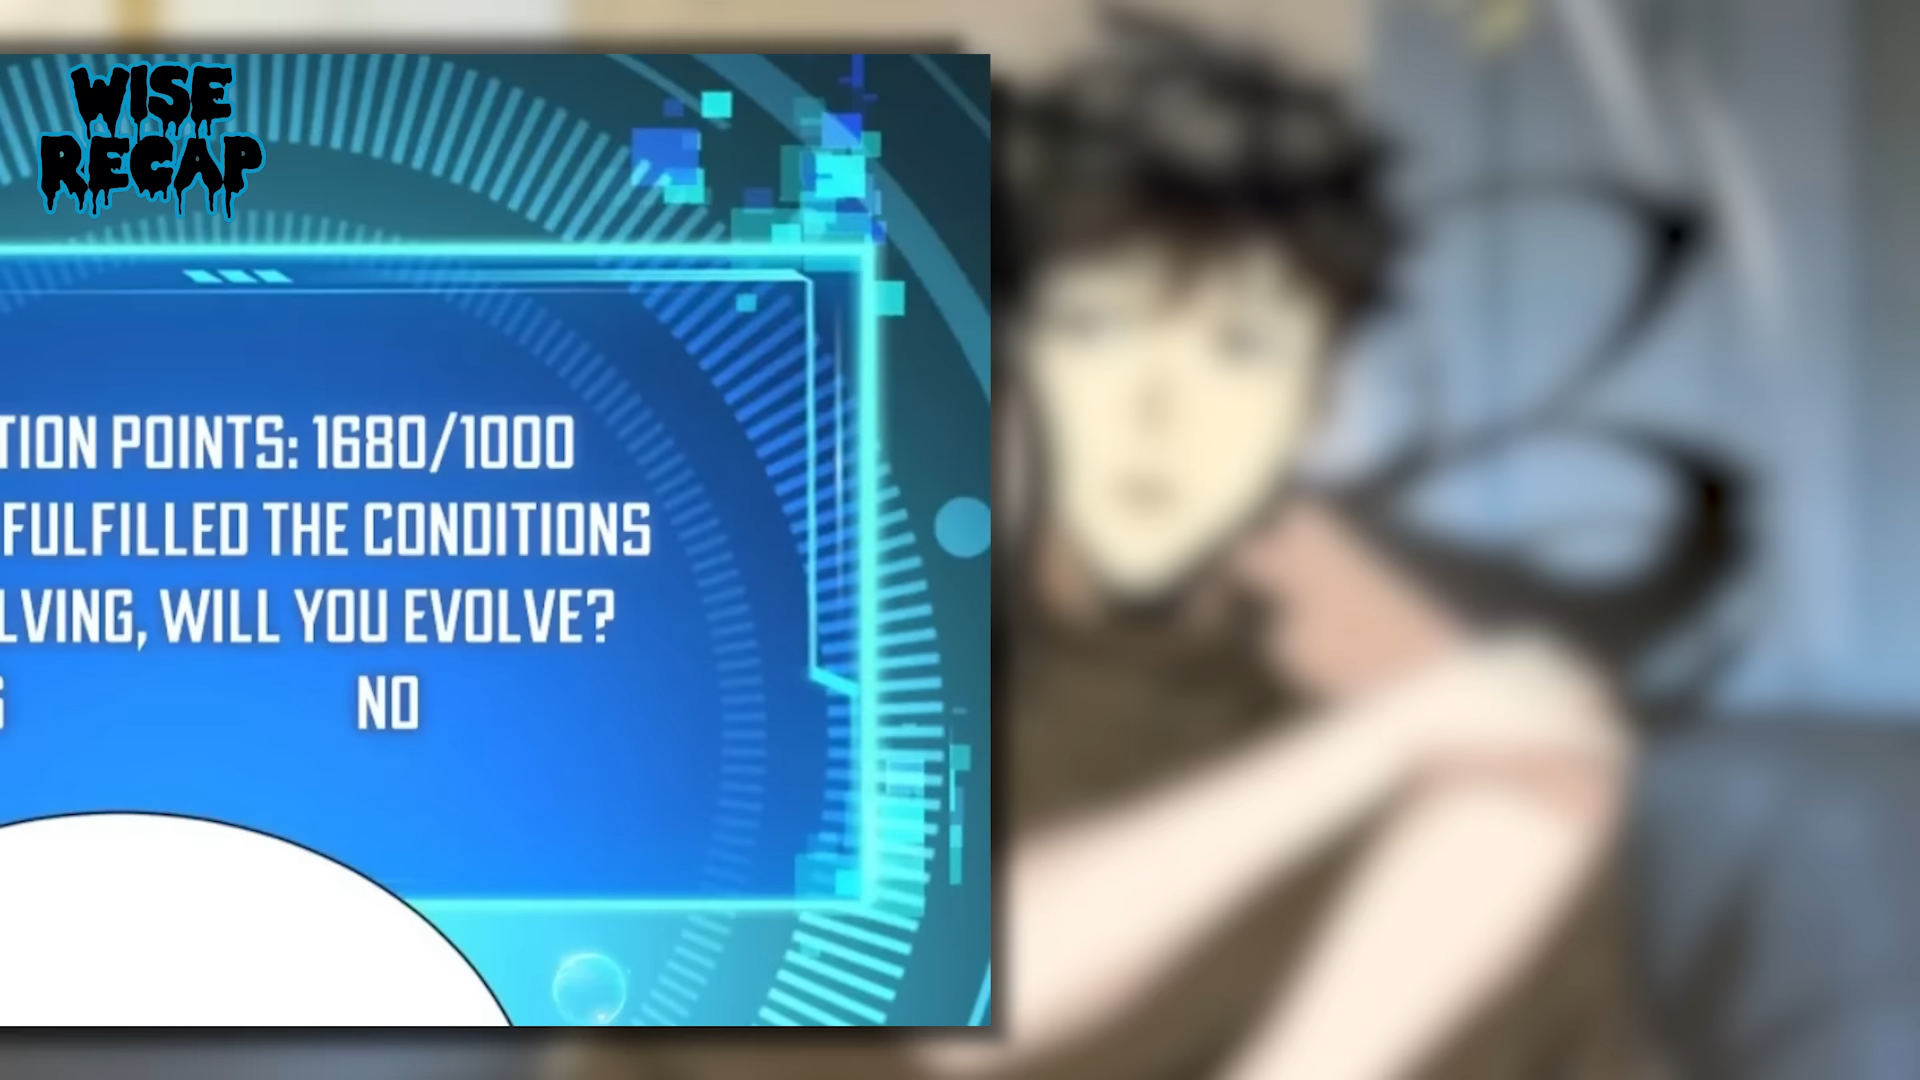 WISE
RECAP
TION POINTS: 1680/1000
FULFILLED THE CONDITIONS
LVING, WILL YOU EVOLVE?
S NO